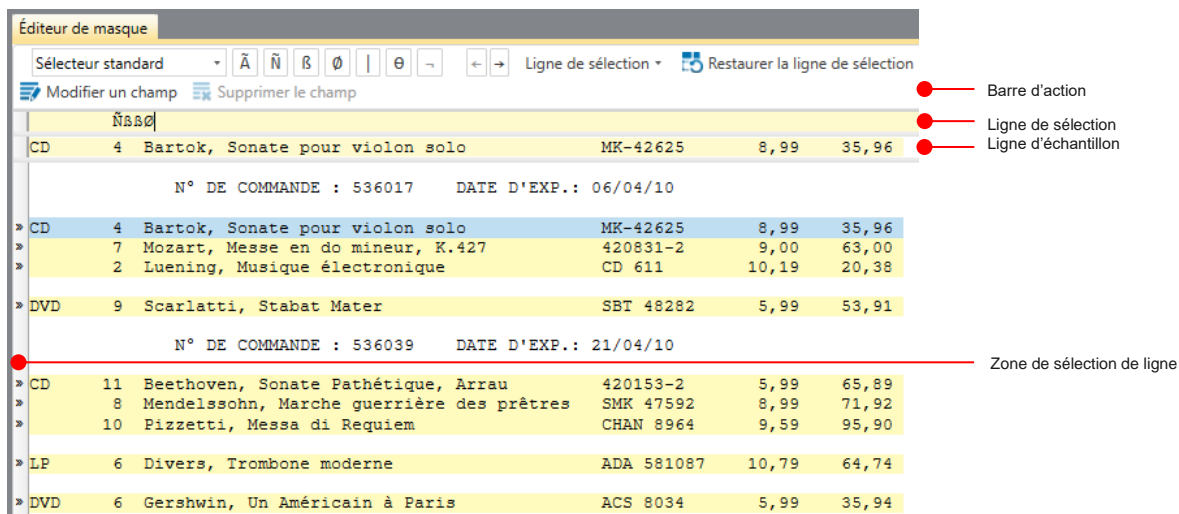 Éditeur de masque
Sélecteur standard Ã Ñ ß Ø | ɵ ¬ ← → Ligne de sélection Restaurer la ligne de sélection
Modifier un champ Supprimer le champ
Barre d'action
ÑßßØ
Ligne de sélection
CD 4 Bartok, Sonate pour violon solo MK-42625 8,99 35,96
Ligne d'échantillon
N° DE COMMANDE : 536017 DATE D'EXP.: 06/04/10
» CD 4 Bartok, Sonate pour violon solo MK-42625 8,99 35,96
» 7 Mozart, Messe en do mineur, K.427 420831-2 9,00 63,00
» 2 Luening, Musique électronique CD 611 10,19 20,38
» DVD 9 Scarlatti, Stabat Mater SBT 48282 5,99 53,91
N° DE COMMANDE : 536039 DATE D'EXP.: 21/04/10
Zone de sélection de ligne
» CD 11 Beethoven, Sonate Pathétique, Arrau 420153-2 5,99 65,89
» 8 Mendelssohn, Marche guerrière des prêtres SMK 47592 8,99 71,92
» 10 Pizzetti, Messa di Requiem CHAN 8964 9,59 95,90
» LP 6 Divers, Trombone moderne ADA 581087 10,79 64,74
» DVD 6 Gershwin, Un Américain à Paris ACS 8034 5,99 35,94